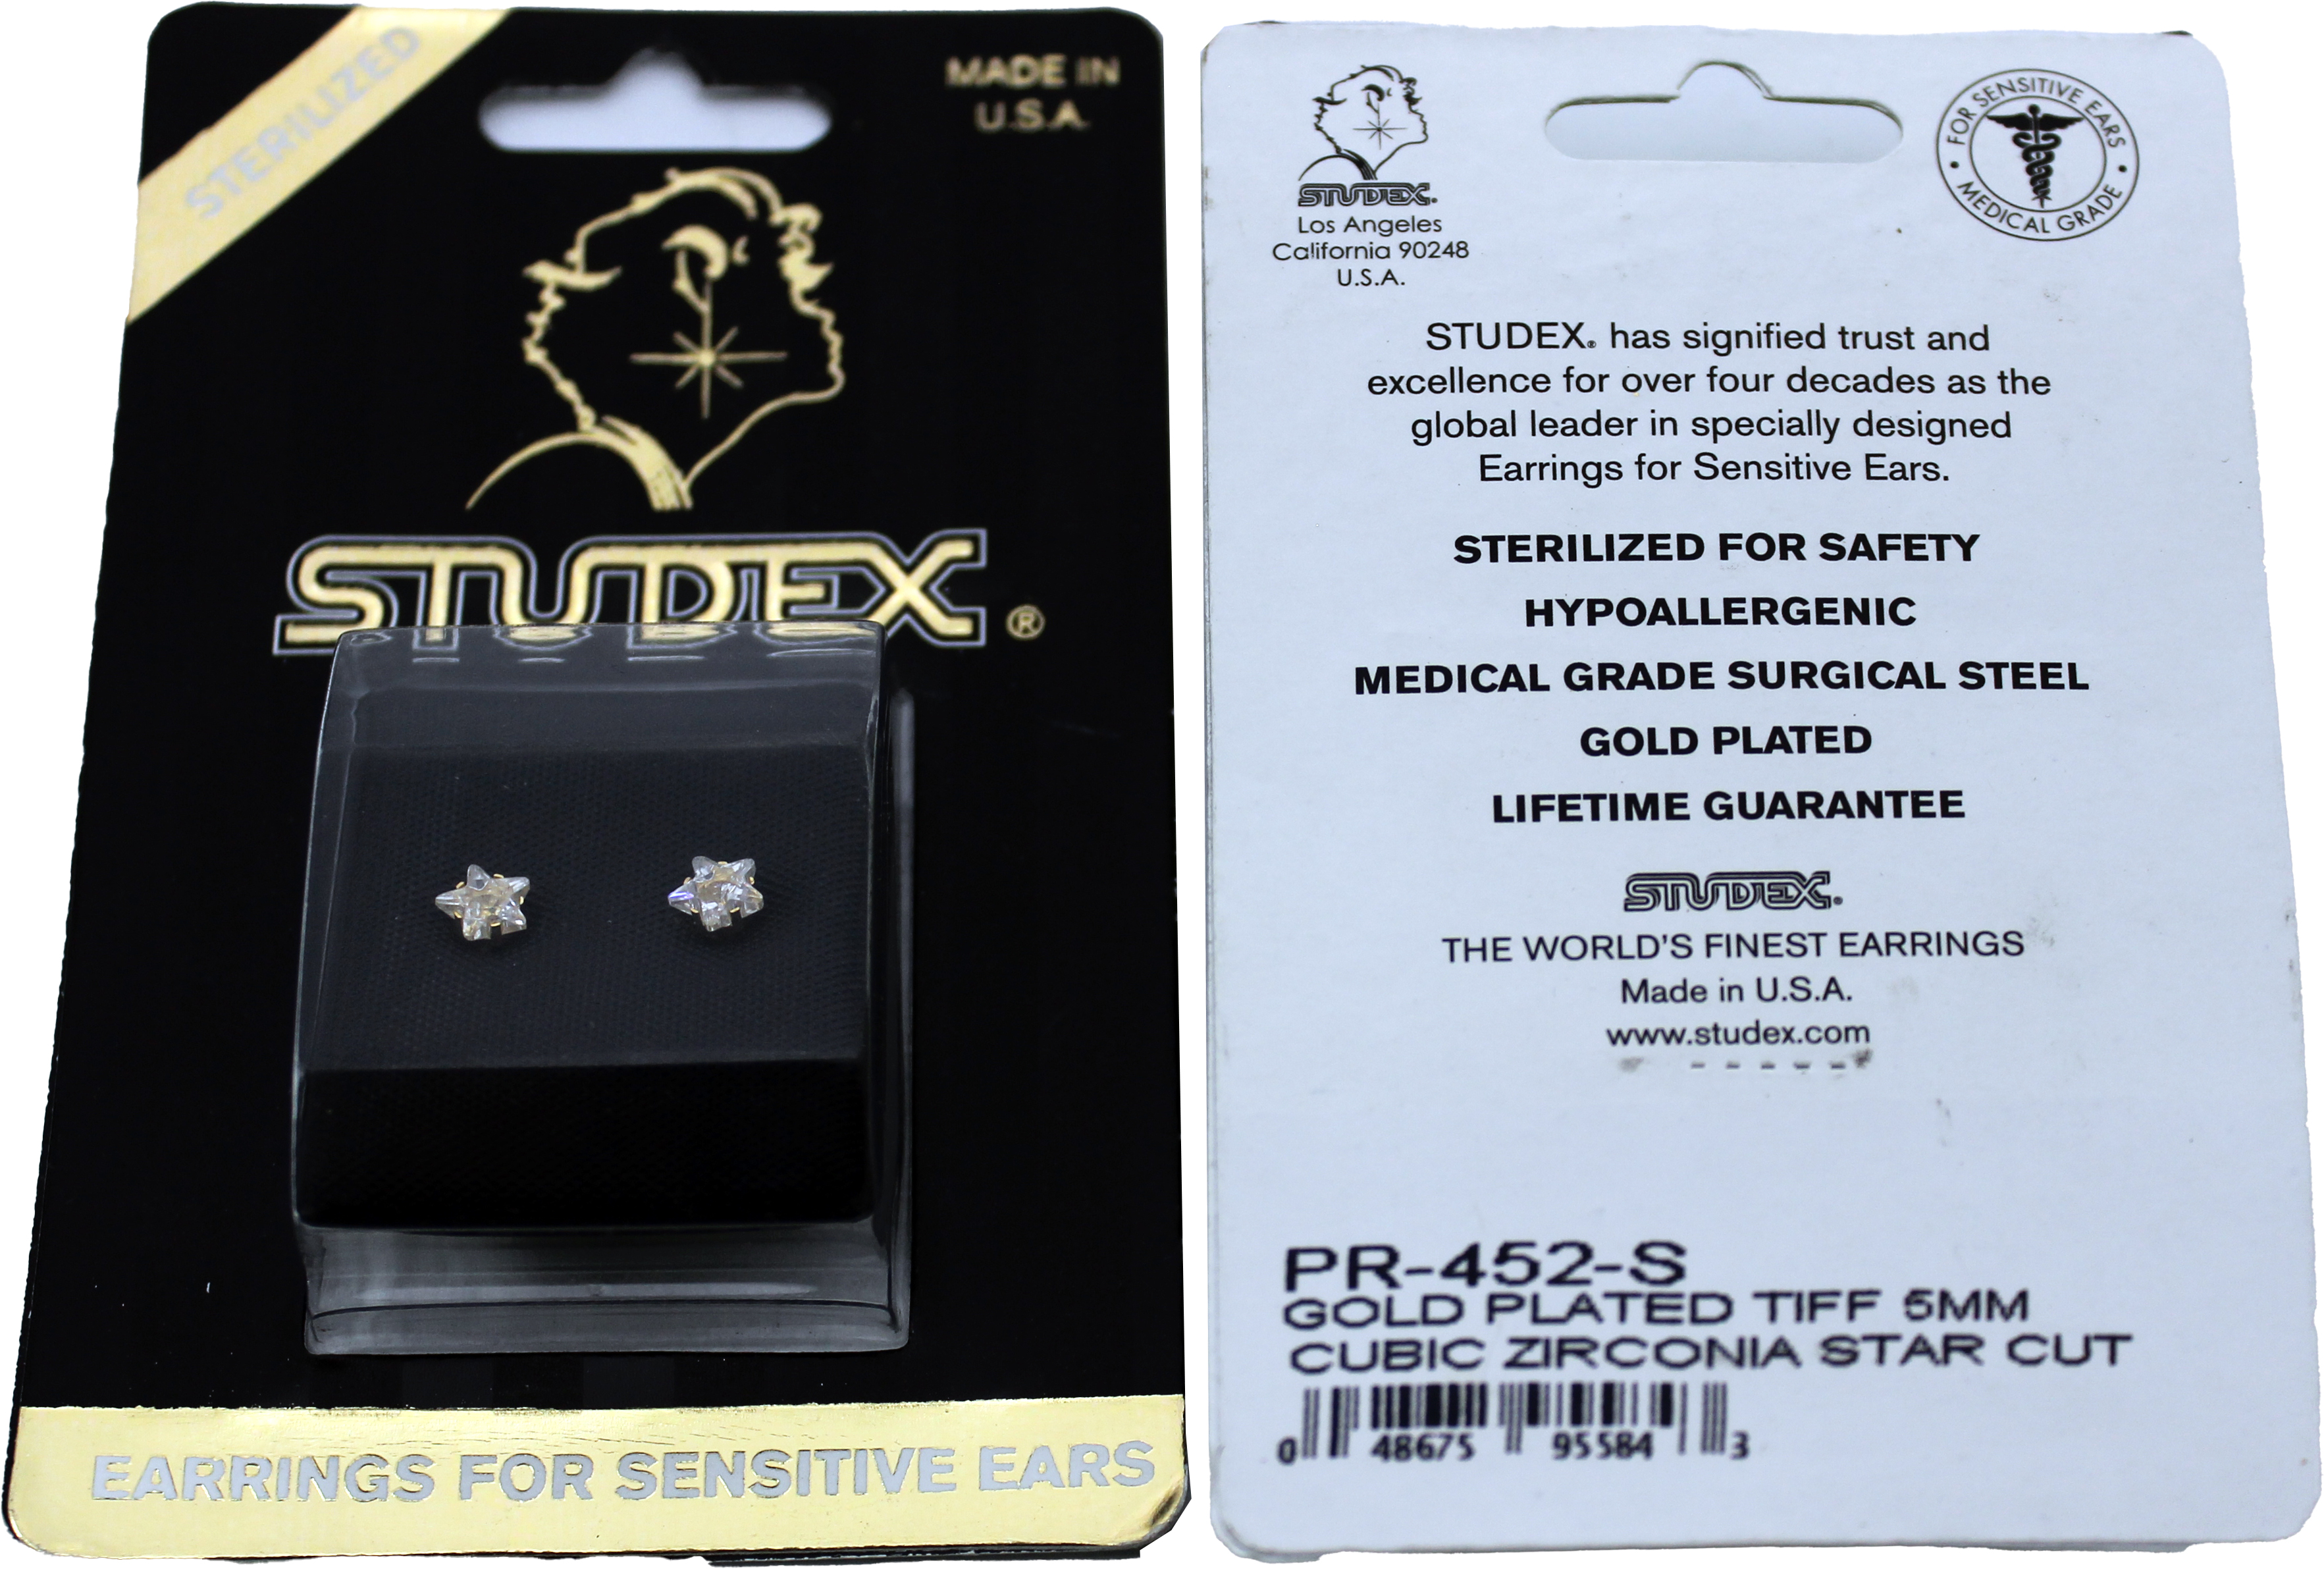 STERILIZED
MADE IN
U.S.A.
STUDEX®
EARRINGS FOR SENSITIVE EARS
STUDEX®
Los Angeles
California 90248
U.S.A.
• FOR SENSITIVE EARS •
MEDICAL GRADE
STUDEX® has signified trust and
excellence for over four decades as the
global leader in specially designed
Earrings for Sensitive Ears.
STERILIZED FOR SAFETY
HYPOALLERGENIC
MEDICAL GRADE SURGICAL STEEL
GOLD PLATED
LIFETIME GUARANTEE
STUDEX®
THE WORLD'S FINEST EARRINGS
Made in U.S.A.
www.studex.com
PR-452-S
GOLD PLATED TIFF 5MM
CUBIC ZIRCONIA STAR CUT
0 48675 95584 3